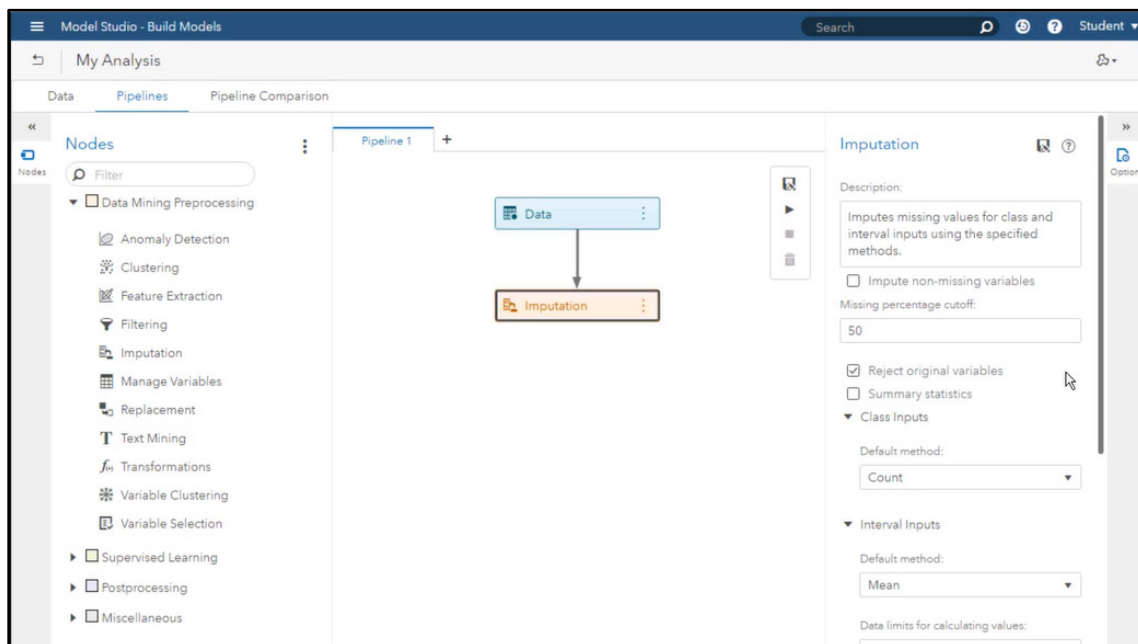 Model Studio - Build Models
Search
Student
My Analysis
Data
Pipelines
Pipeline Comparison
Nodes
Nodes
Filter
Data Mining Preprocessing
Anomaly Detection
Clustering
Feature Extraction
Filtering
Imputation
Manage Variables
Replacement
Text Mining
Transformations
Variable Clustering
Variable Selection
Supervised Learning
Postprocessing
Miscellaneous
Pipeline 1
Data
Imputation
Imputation
Description:
Imputes missing values for class and
interval inputs using the specified
methods.
Impute non-missing variables
Missing percentage cutoff:
50
Reject original variables
Summary statistics
Class Inputs
Default method:
Count
Interval Inputs
Default method:
Mean
Data limits for calculating values:
Option